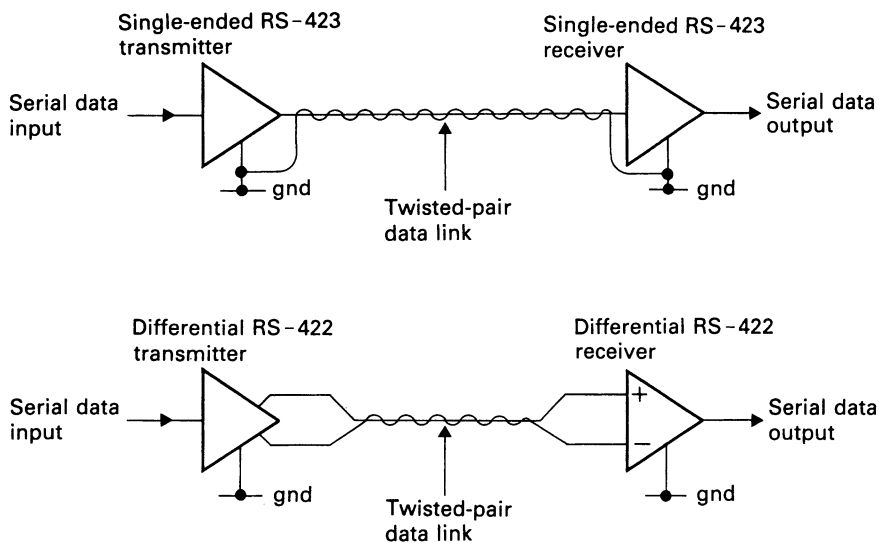 Single-ended RS-423
transmitter
Single-ended RS-423
receiver
Serial data
input
Serial data
output
gnd
gnd
Twisted-pair
data link
Differential RS-422
transmitter
Differential RS-422
receiver
Serial data
input
+
−
Serial data
output
gnd
gnd
Twisted-pair
data link